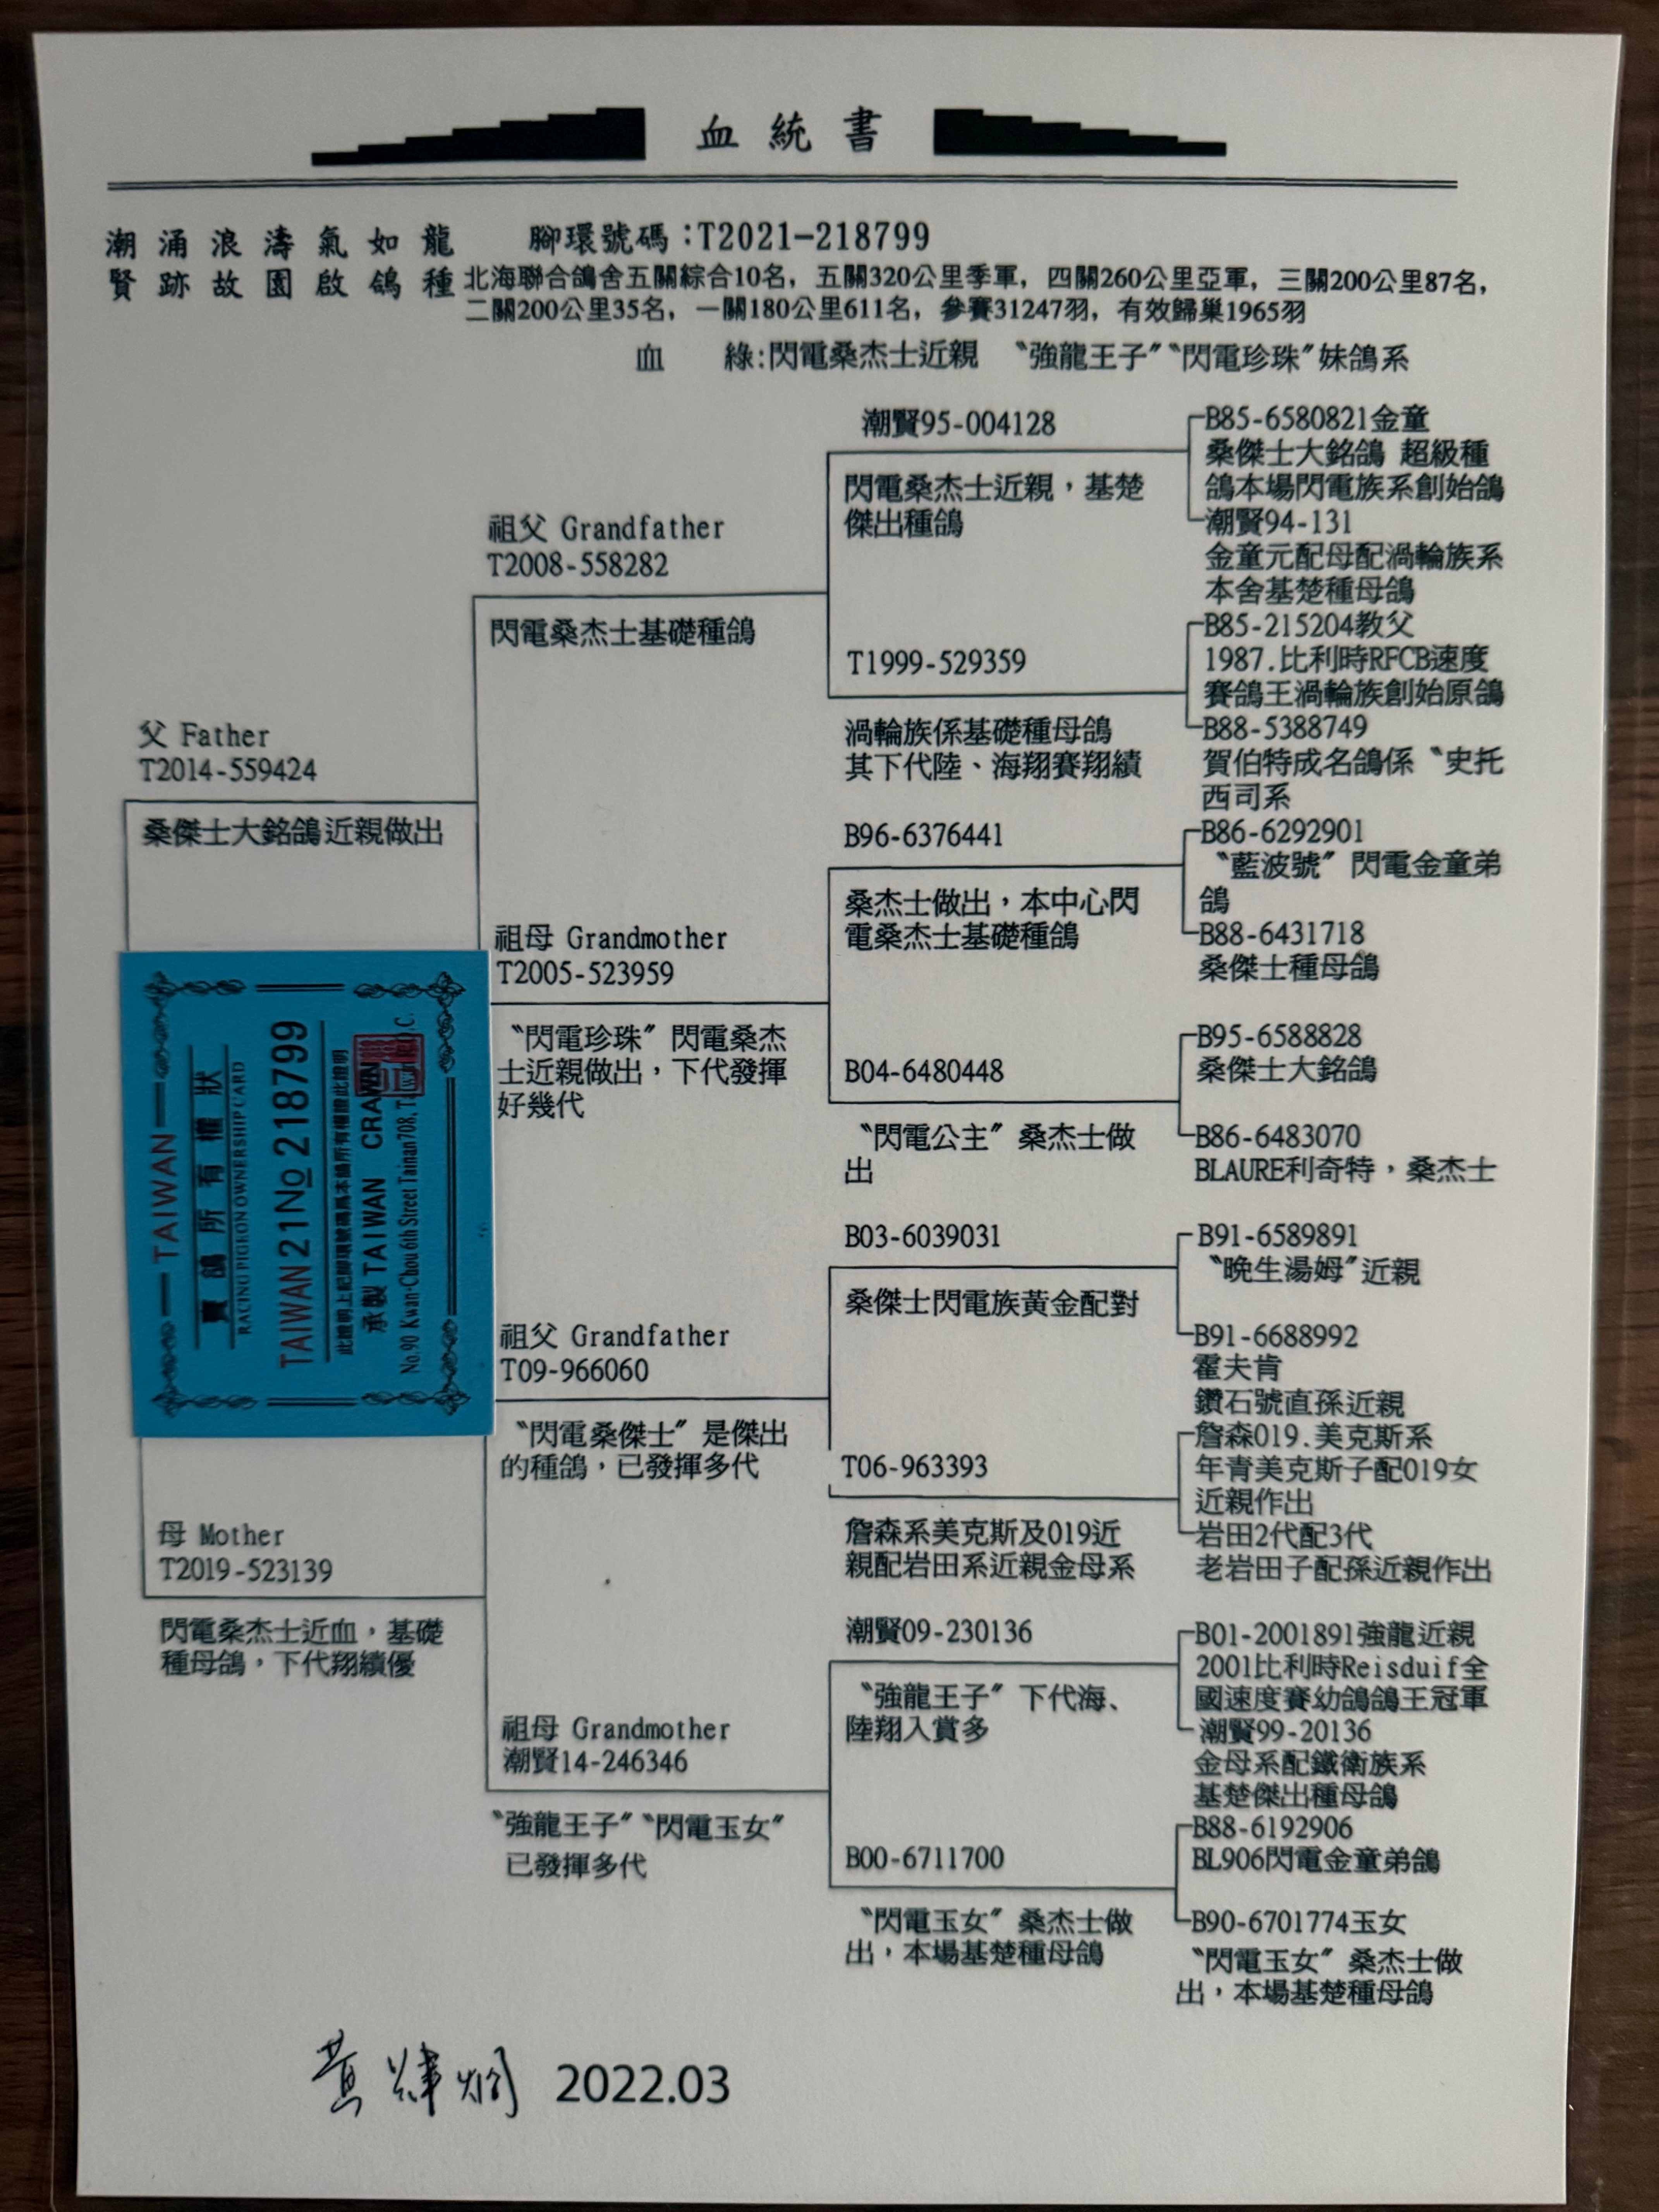 血統書
潮涌浪濤氣如龍
賢跡故園啟鴿種
腳環號碼:T2021-218799
北海聯合鴿舍五關綜合10名，五關320公里季軍，四關260公里亞軍，三關200公里87名，
二關200公里35名，一關180公里611名，參賽31247羽，有效歸巢1965羽
血 綠:閃電桑杰士近親 〝強龍王子〞〝閃電珍珠〞妹鴿系
父 Father
T2014-559424
桑傑士大銘鴿近親做出
TAIWAN
賽鴿所有權狀
RACING PIGEON OWNERSHIP CARD
TAIWAN21No218799
此證明上記腳環號碼為本鴿所有權證此證明
承製 TAIWAN CRAWN
No.90 Kwan-Chou 6th Street Tainan708, Taiwan R.O.C.
母 Mother
T2019-523139
閃電桑杰士近血，基礎
種母鴿，下代翔績優
祖父 Grandfather
T2008-558282
閃電桑杰士基礎種鴿
祖母 Grandmother
T2005-523959
〝閃電珍珠〞閃電桑杰
士近親做出，下代發揮
好幾代
祖父 Grandfather
T09-966060
〝閃電桑傑士〞是傑出
的種鴿，已發揮多代
祖母 Grandmother
潮賢14-246346
〝強龍王子〞〝閃電玉女〞
已發揮多代
潮賢95-004128
閃電桑杰士近親，基楚
傑出種鴿
T1999-529359
渦輪族係基礎種母鴿
其下代陸、海翔賽翔績
B96-6376441
桑杰士做出，本中心閃
電桑杰士基礎種鴿
B04-6480448
〝閃電公主〞桑杰士做
出
B03-6039031
桑傑士閃電族黃金配對
T06-963393
詹森系美克斯及019近
親配岩田系近親金母系
潮賢09-230136
〝強龍王子〞下代海、
陸翔入賞多
B00-6711700
〝閃電玉女〞桑杰士做
出，本場基楚種母鴿
B85-6580821金童
桑傑士大銘鴿 超級種
鴿本場閃電族系創始鴿
潮賢94-131
金童元配母配渦輪族系
本舍基楚種母鴿
B85-215204教父
1987.比利時RFCB速度
賽鴿王渦輪族創始原鴿
B88-5388749
賀伯特成名鴿係〝史托
西司系
B86-6292901
〝藍波號〞閃電金童弟
鴿
B88-6431718
桑傑士種母鴿
B95-6588828
桑傑士大銘鴿
B86-6483070
BLAURE利奇特，桑杰士
B91-6589891
〝晚生湯姆〞近親
B91-6688992
霍夫肯
鑽石號直孫近親
詹森019.美克斯系
年青美克斯子配019女
近親作出
岩田2代配3代
老岩田子配孫近親作出
B01-2001891強龍近親
2001比利時Reisduif全
國速度賽幼鴿鴿王冠軍
潮賢99-20136
金母系配鐵衛族系
基楚傑出種母鴿
B88-6192906
BL906閃電金童弟鴿
B90-6701774玉女
〝閃電玉女〞桑杰士做
出，本場基楚種母鴿
黃輝炯 2022.03